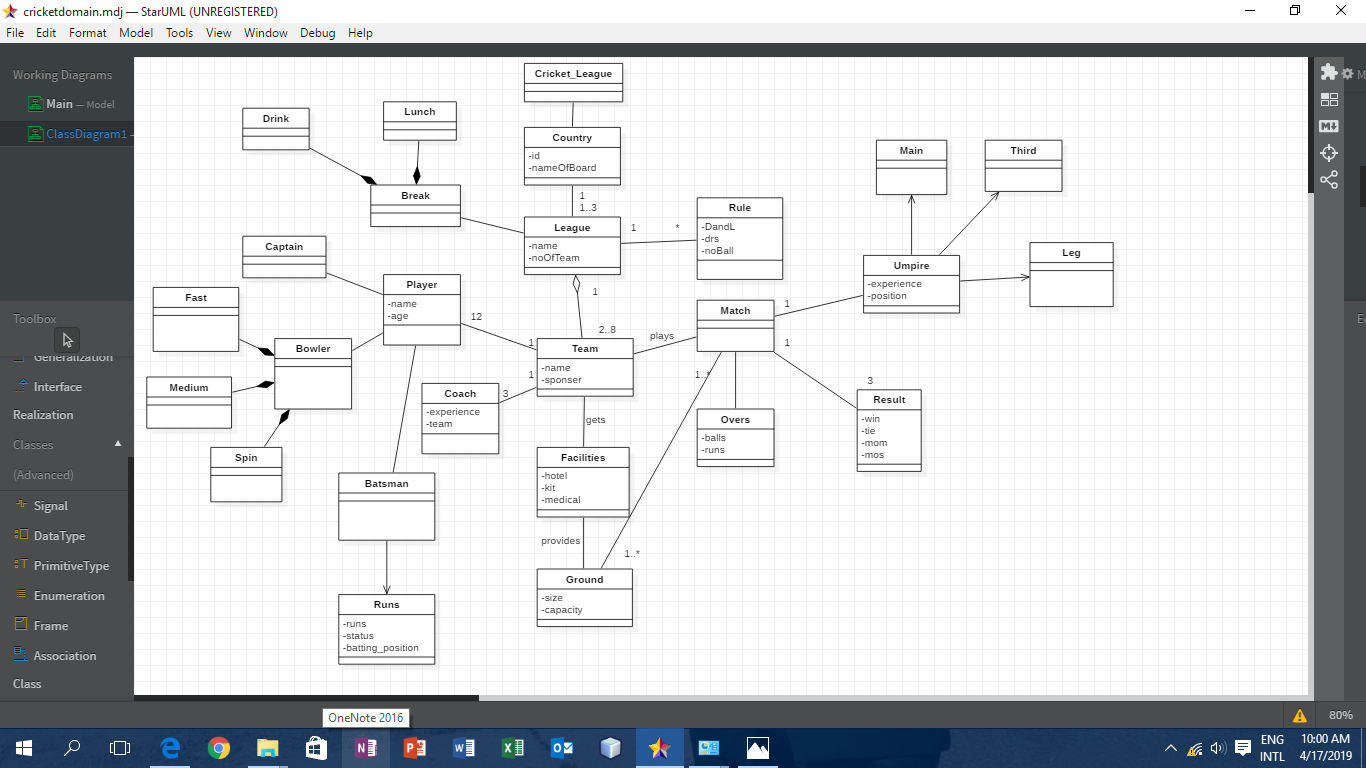 cricketdomain.mdj — StarUML (UNREGISTERED)
File Edit Format Model Tools View Window Debug Help
Working Diagrams
Main — Model
ClassDiagram1 –
Toolbox
Generalization
Interface
Realization
Classes
(Advanced)
Signal
DataType
PrimitiveType
Enumeration
Frame
Association
Class
Cricket_League
Drink
Lunch
Country
-id
-nameOfBoard
Break
1
1..3
League
-name
-noOfTeam
1
*
Rule
-DandL
-drs
-noBall
Main
Third
Umpire
-experience
-position
Leg
Captain
Player
-name
-age
Fast
Bowler
Medium
Spin
12
1
1
2..8
Team
-name
-sponser
plays
Match
1
1
1..*
1
3
Coach
-experience
-team
gets
Overs
-balls
-runs
3
Result
-win
-tie
-mom
-mos
Facilities
-hotel
-kit
-medical
Batsman
provides
1..*
Ground
-size
-capacity
Runs
-runs
-status
-batting_position
M
80%
OneNote 2016
ENG
INTL
10:00 AM
4/17/2019